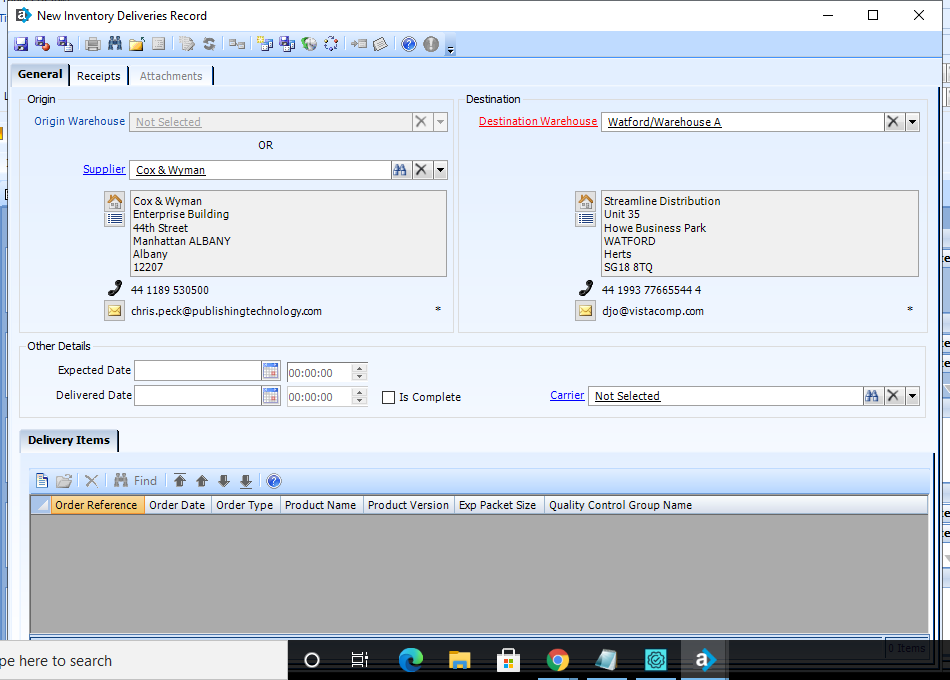 New Inventory Deliveries Record
General Receipts Attachments
Origin
Origin Warehouse Not Selected
OR
Supplier Cox & Wyman
Cox & Wyman
Enterprise Building
44th Street
Manhattan ALBANY
Albany
12207
44 1189 530500
chris.peck@publishingtechnology.com *
Destination
Destination Warehouse Watford/Warehouse A
Streamline Distribution
Unit 35
Howe Business Park
WATFORD
Herts
SG18 8TQ
44 1993 77665544 4
djo@vistacomp.com *
Other Details
Expected Date 00:00:00
Delivered Date 00:00:00 Is Complete Carrier Not Selected
Delivery Items
Find
Order Reference Order Date Order Type Product Name Product Version Exp Packet Size Quality Control Group Name
0 Items
pe here to search